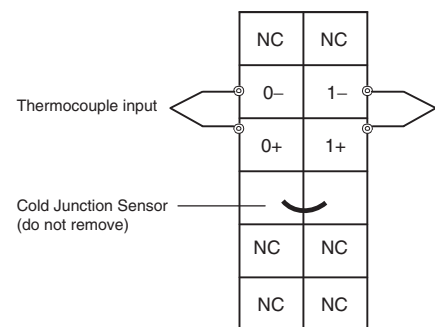 NC NC
Thermocouple input
0– 1–
0+ 1+
Cold Junction Sensor
(do not remove)
NC NC
NC NC